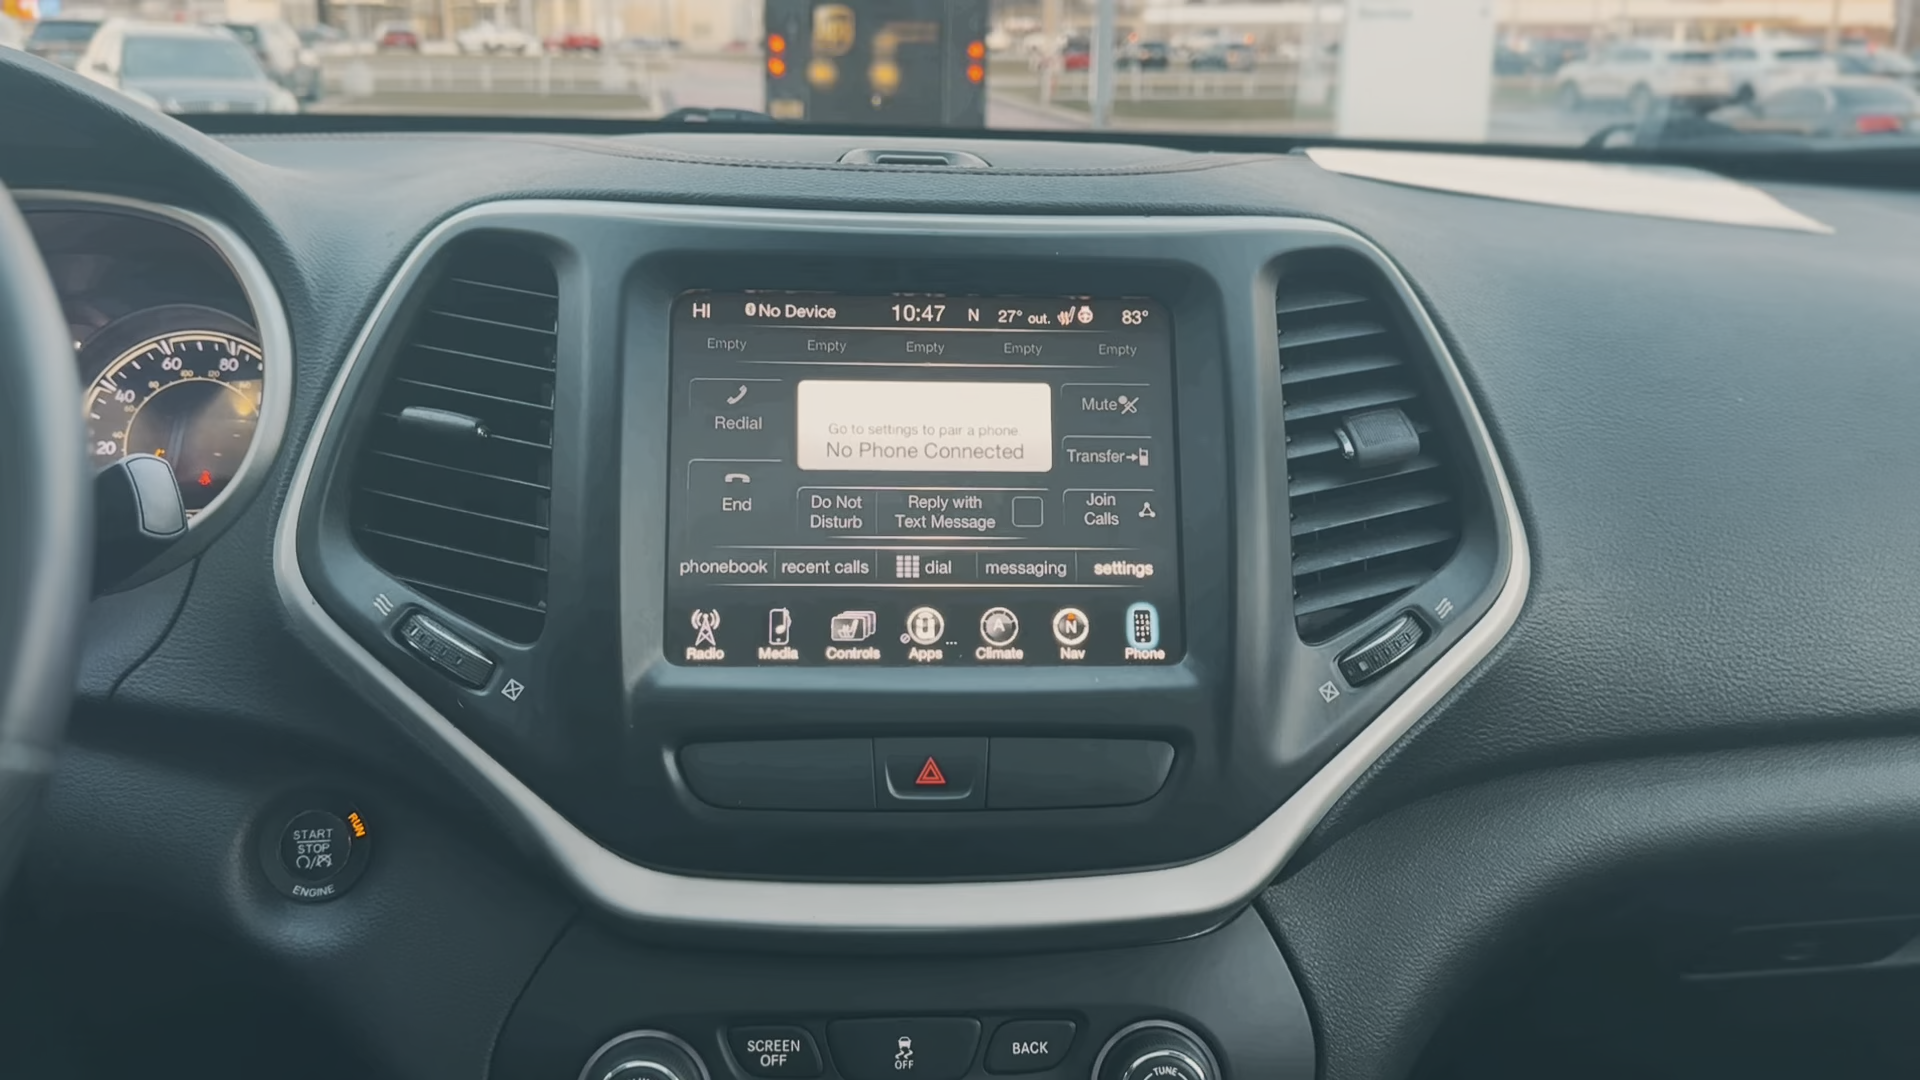 HI No Device 10:47 N 27° out. 83°
Empty Empty Empty Empty Empty
Redial
Go to settings to pair a phone.
No Phone Connected
Mute
Transfer
End
Do Not
Disturb
Reply with
Text Message
Join
Calls
phonebook recent calls dial messaging settings
A N
Radio Media Controls Apps Climate Nav Phone
20 40 60 80
START
STOP
ENGINE
RUN
SCREEN
OFF
OFF
BACK
TUNE